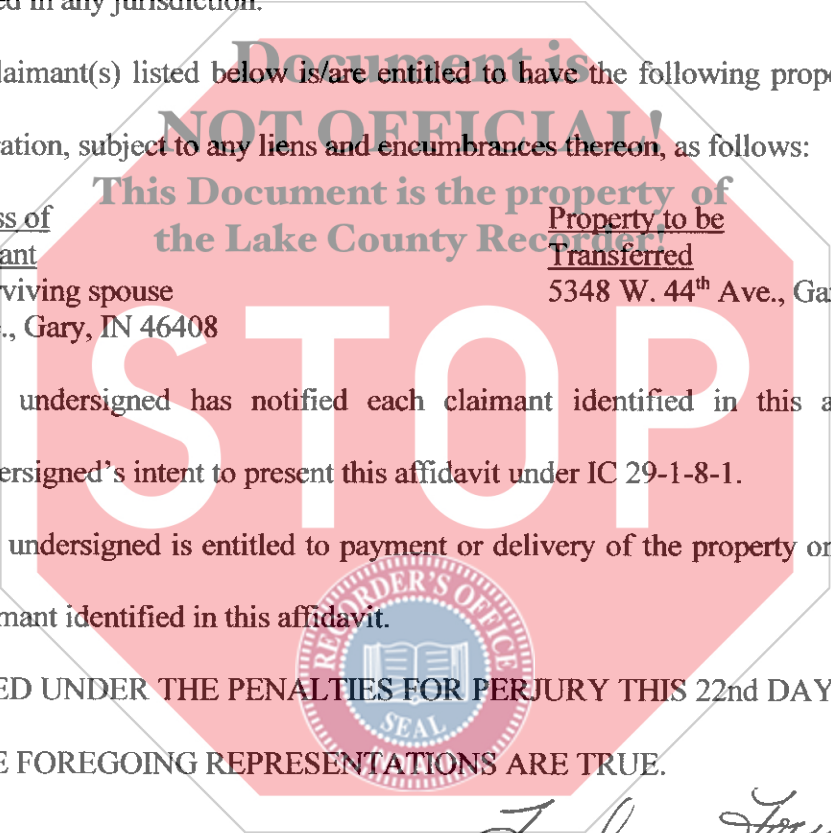 ed in any jurisdiction.
Document is
laimant(s) listed below is/are entitled to have the following prope
NOT OFFICIAL!
ation, subject to any liens and encumbrances thereon, as follows:
This Document is the property of
ss of
Property to be
the Lake County Recorder!
ant
Transferred
rviving spouse
5348 W. 44th Ave., Ga
., Gary, IN 46408
STOP
undersigned has notified each claimant identified in this a
ersigned's intent to present this affidavit under IC 29-1-8-1.
undersigned is entitled to payment or delivery of the property or
mant identified in this affidavit.
RECORDER'S OFFICE
SEAL
ED UNDER THE PENALTIES FOR PERJURY THIS 22nd DAY
E FOREGOING REPRESENTATIONS ARE TRUE.